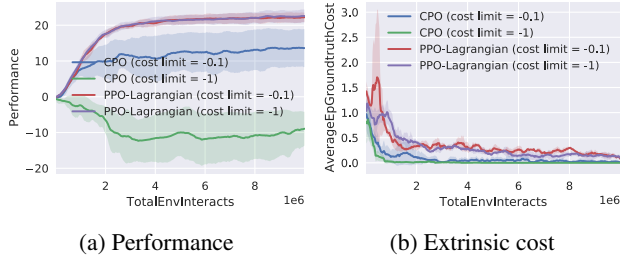 20
10
0
−10
−20
Performance
CPO (cost limit = -0.1)
CPO (cost limit = -1)
PPO-Lagrangian (cost limit = -0.1)
PPO-Lagrangian (cost limit = -1)
2 4 6 8
1e6
TotalEnvInteracts
(a) Performance
3.0
2.5
2.0
1.5
1.0
0.5
0.0
AverageEpGroundtruthCost
CPO (cost limit = -0.1)
CPO (cost limit = -1)
PPO-Lagrangian (cost limit = -0.1)
PPO-Lagrangian (cost limit = -1)
2 4 6 8
1e6
TotalEnvInteracts
(b) Extrinsic cost